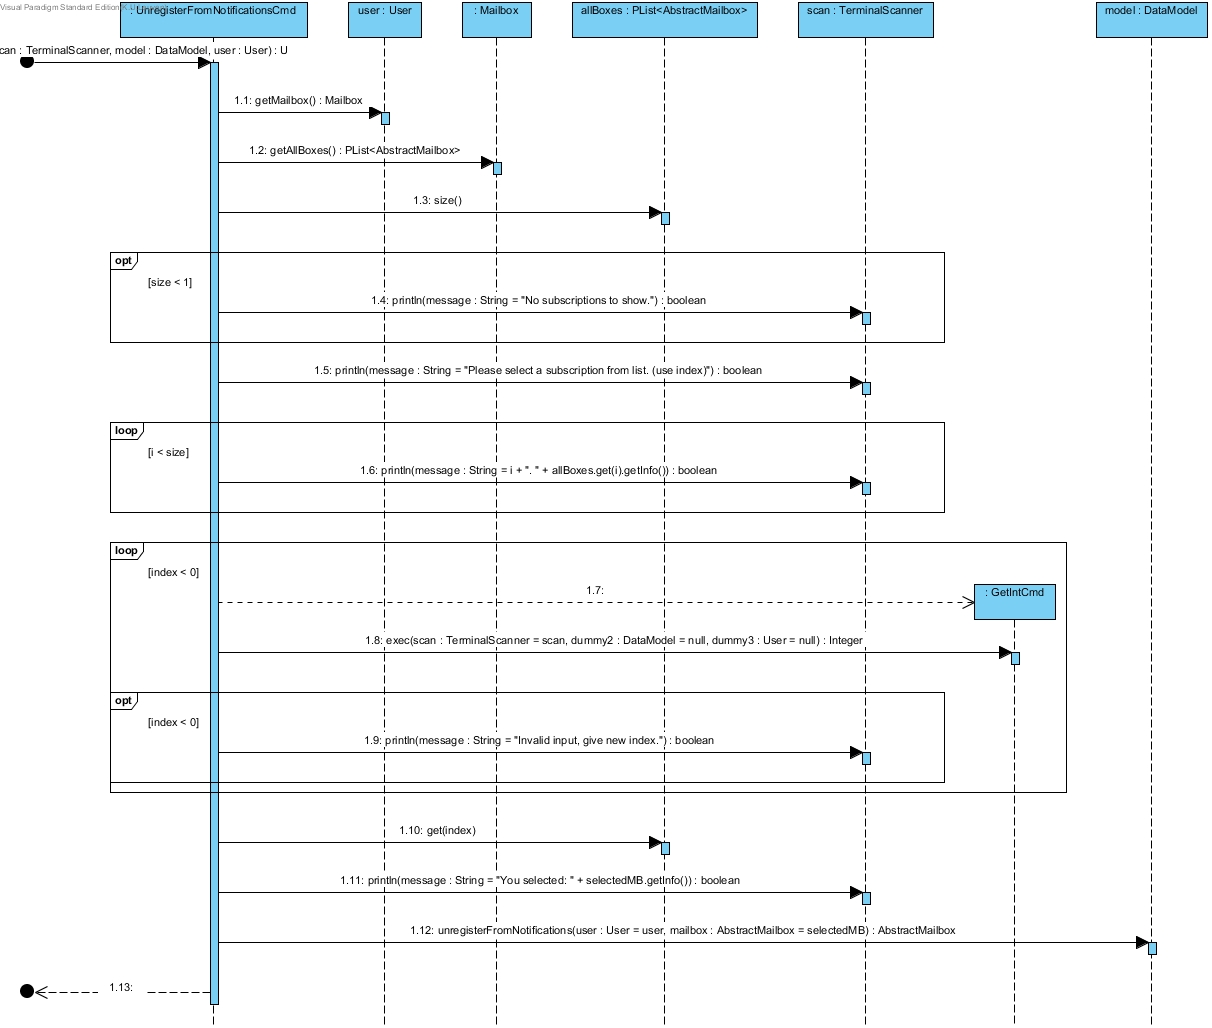 Visual Paradigm Standard Edition
: UnregisterFromNotificationsCmd
user : User
: Mailbox
allBoxes : PList<AbstractMailbox>
scan : TerminalScanner
model : DataModel
can : TerminalScanner, model : DataModel, user : User) : U
1.1: getMailbox() : Mailbox
1.2: getAllBoxes() : PList<AbstractMailbox>
1.3: size()
opt
[size < 1]
1.4: println(message : String = "No subscriptions to show.") : boolean
1.5: println(message : String = "Please select a subscription from list. (use index)") : boolean
loop
[i < size]
1.6: println(message : String = i + ". " + allBoxes.get(i).getInfo()) : boolean
loop
[index < 0]
1.7:
: GetIntCmd
1.8: exec(scan : TerminalScanner = scan, dummy2 : DataModel = null, dummy3 : User = null) : Integer
opt
[index < 0]
1.9: println(message : String = "Invalid input, give new index.") : boolean
1.10: get(index)
1.11: println(message : String = "You selected: " + selectedMB.getInfo()) : boolean
1.12: unregisterFromNotifications(user : User = user, mailbox : AbstractMailbox = selectedMB) : AbstractMailbox
1.13: